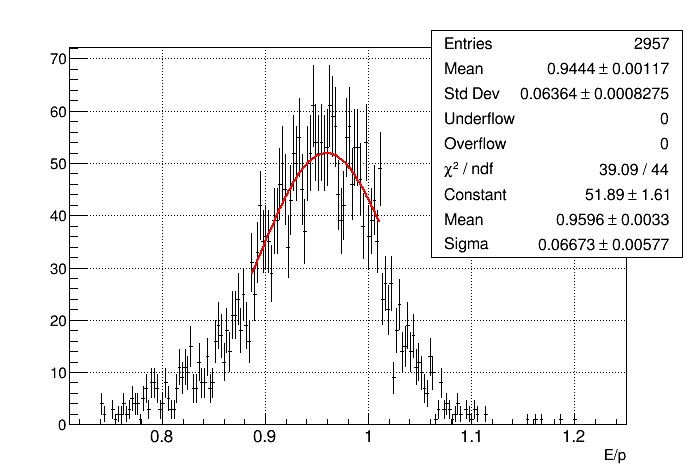 Entries 2957
Mean 0.9444 ± 0.00117
Std Dev 0.06364 ± 0.0008275
Underflow 0
Overflow 0
χ² / ndf 39.09 / 44
Constant 51.89 ± 1.61
Mean 0.9596 ± 0.0033
Sigma 0.06673 ± 0.00577
70
60
50
40
30
20
10
0
0.8 0.9 1 1.1 1.2
E/p